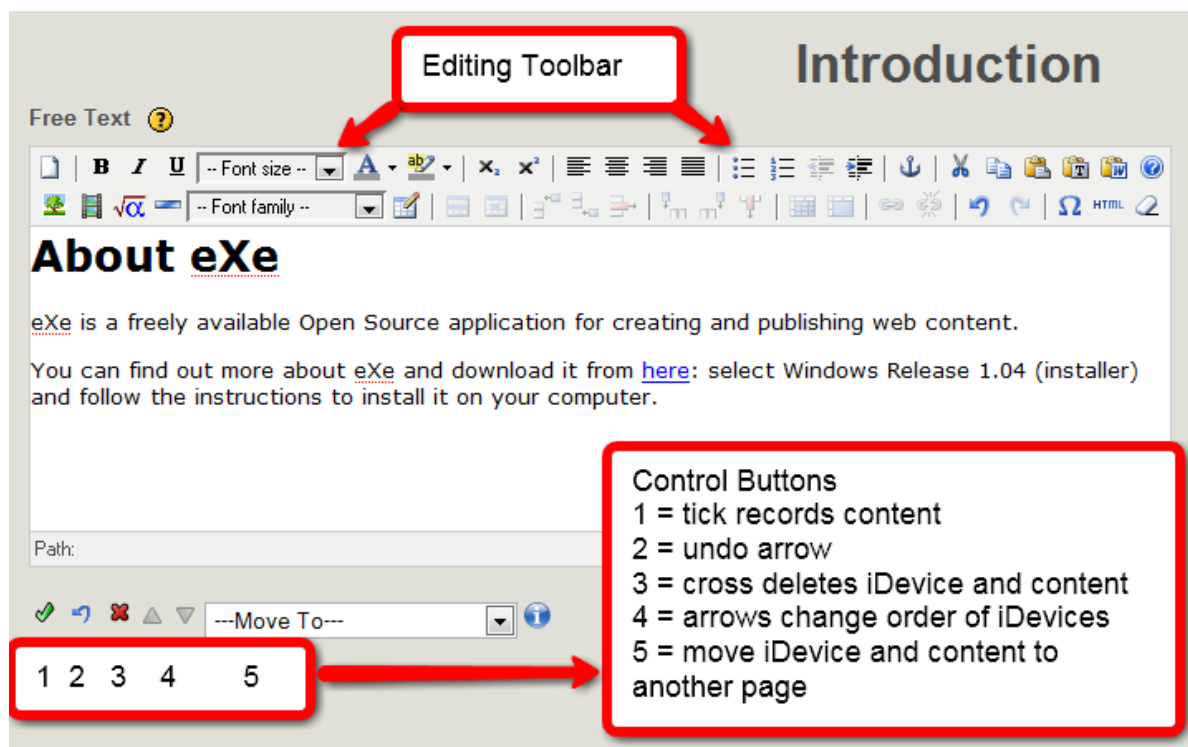 Editing Toolbar
Introduction
Free Text
B I U -- Font size -- A ab x₂ x²
-- Font family -- Ω HTML
About eXe
eXe is a freely available Open Source application for creating and publishing web content.
You can find out more about eXe and download it from here: select Windows Release 1.04 (installer)
and follow the instructions to install it on your computer.
Path:
---Move To---
1 2 3 4 5
Control Buttons
1 = tick records content
2 = undo arrow
3 = cross deletes iDevice and content
4 = arrows change order of iDevices
5 = move iDevice and content to
another page